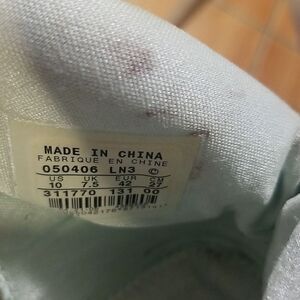 MADE IN CHINA
FABRIQUE EN CHINE
050406 LN3 ©
US UK EUR CM
10 7.5 42 27
311770 131 00